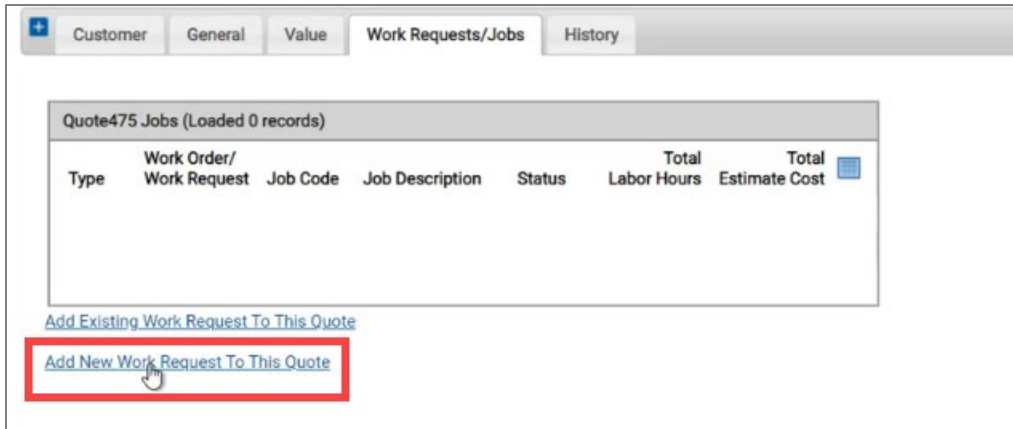 Customer General Value Work Requests/Jobs History
Quote475 Jobs (Loaded 0 records)
Work Order/ Total Total
Type Work Request Job Code Job Description Status Labor Hours Estimate Cost
Add Existing Work Request To This Quote
Add New Work Request To This Quote